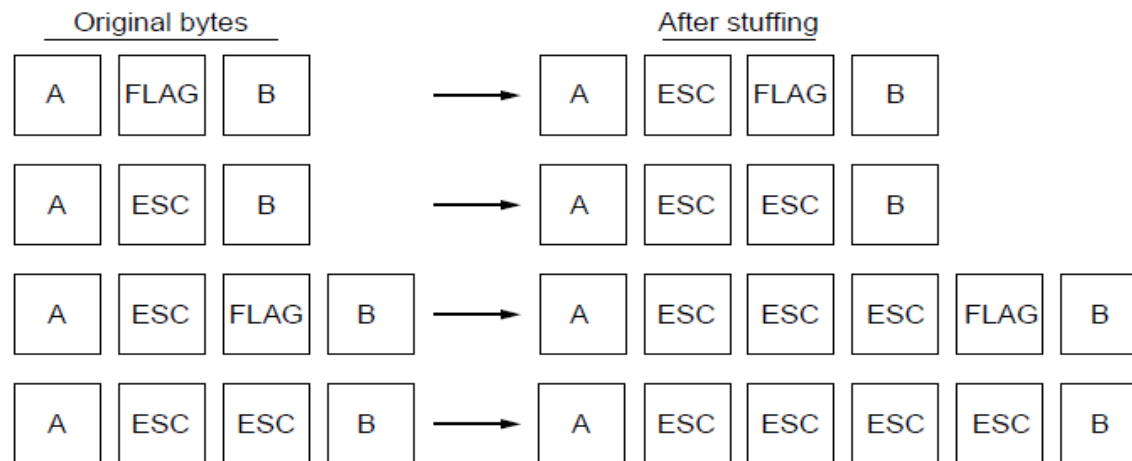 Original bytes After stuffing
A FLAG B A ESC FLAG B
A ESC B A ESC ESC B
A ESC FLAG B A ESC ESC ESC FLAG B
A ESC ESC B A ESC ESC ESC ESC B